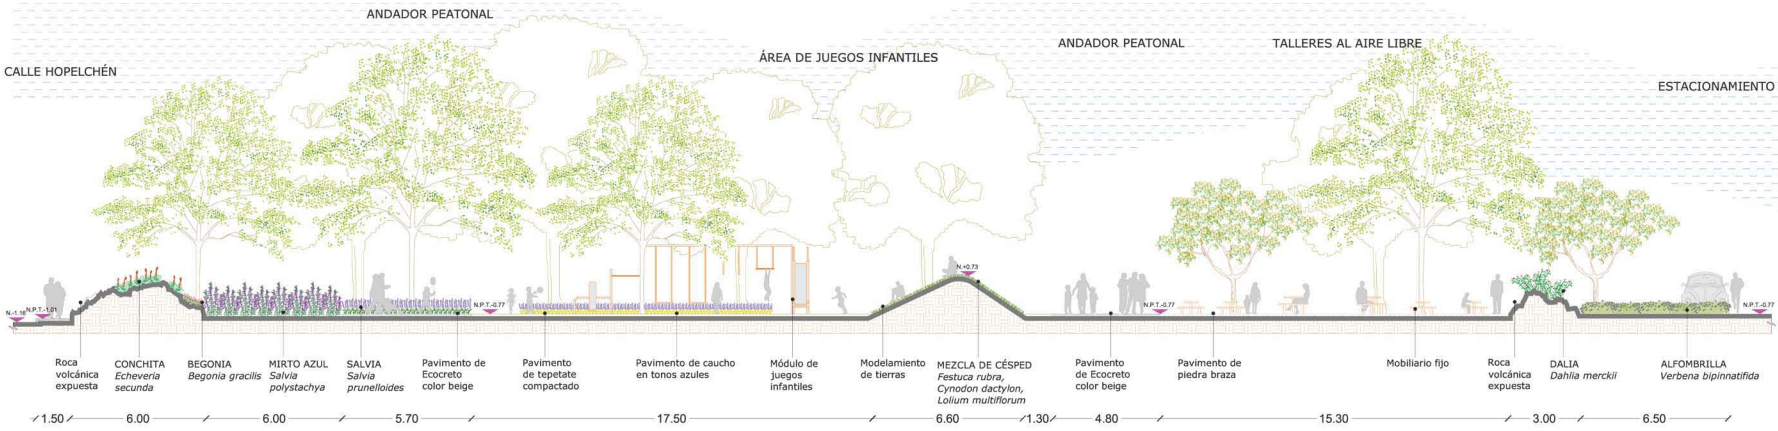 ANDADOR PEATONAL
CALLE HOPELCHÉN
ÁREA DE JUEGOS INFANTILES
ANDADOR PEATONAL
TALLERES AL AIRE LIBRE
ESTACIONAMIENTO
N.-1.16
N.P.T.-1.01
N.P.T.-0.77
N.+0.73
N.P.T.-0.77
N.P.T.-0.77
Roca
volcánica
expuesta
CONCHITA
Echeveria
secunda
BEGONIA
Begonia gracilis
MIRTO AZUL
Salvia
polystachya
SALVIA
Salvia
prunelloides
Pavimento de
Ecocreto
color beige
Pavimento
de tepetate
compactado
Pavimento de caucho
en tonos azules
Módulo de
juegos
infantiles
Modelamiento
de tierras
MEZCLA DE CÉSPED
Festuca rubra,
Cynodon dactylon,
Lolium multiflorum
Pavimento
de Ecocreto
color beige
Pavimento de
piedra braza
Mobiliario fijo
Roca
volcánica
expuesta
DALIA
Dahlia merckii
ALFOMBRILLA
Verbena bipinnatifida
1.50 6.00 6.00 5.70 17.50 6.60 1.30 4.80 15.30 3.00 6.50